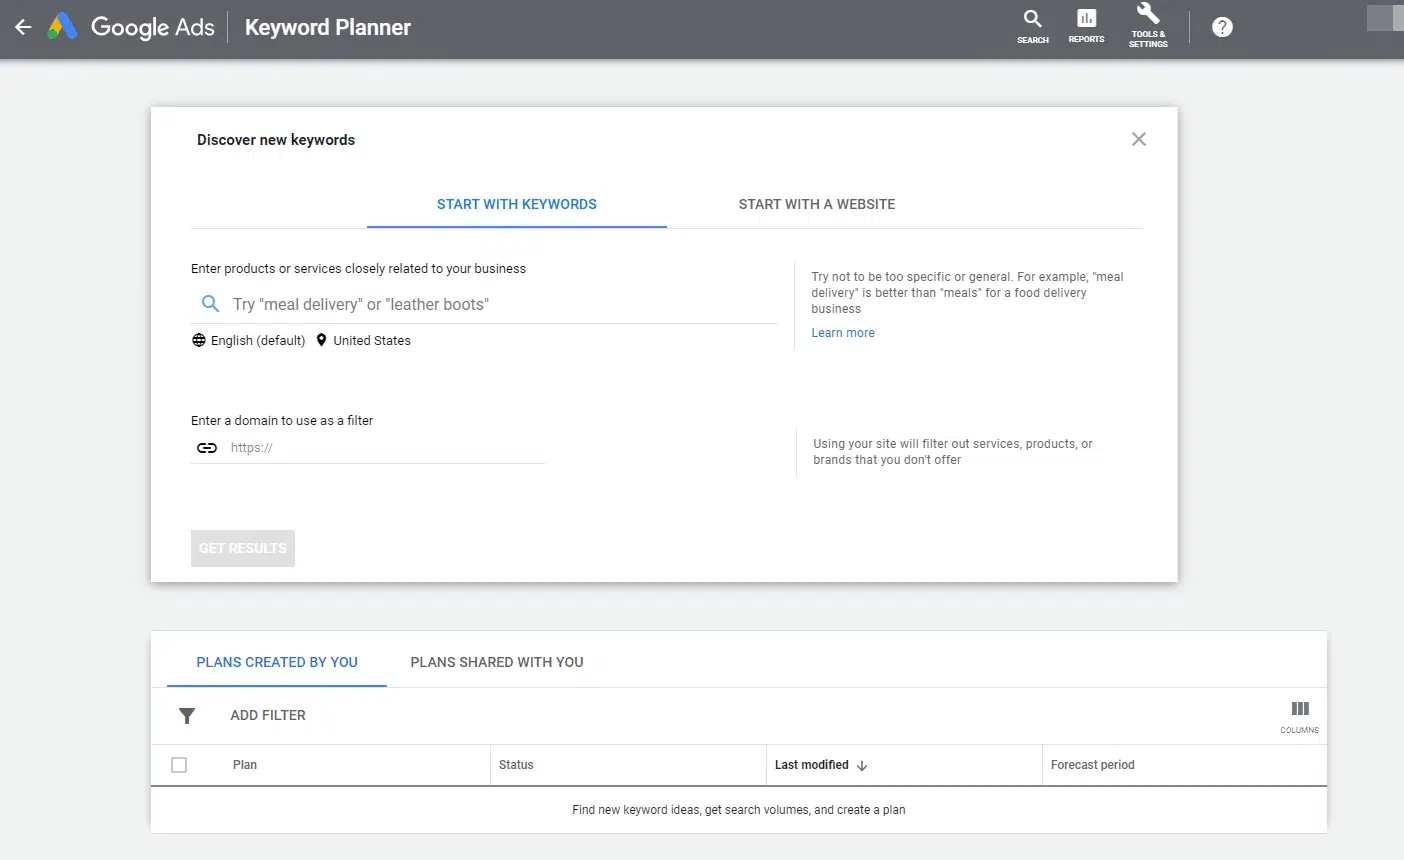 Google Ads Keyword Planner
SEARCH
REPORTS
TOOLS &
SETTINGS
?
Discover new keywords
START WITH KEYWORDS START WITH A WEBSITE
Enter products or services closely related to your business
Try "meal delivery" or "leather boots"
English (default) United States
Try not to be too specific or general. For example, "meal
delivery" is better than "meals" for a food delivery
business
Learn more
Enter a domain to use as a filter
https://
Using your site will filter out services, products, or
brands that you don't offer
GET RESULTS
PLANS CREATED BY YOU PLANS SHARED WITH YOU
ADD FILTER
COLUMNS
Plan Status Last modified Forecast period
Find new keyword ideas, get search volumes, and create a plan